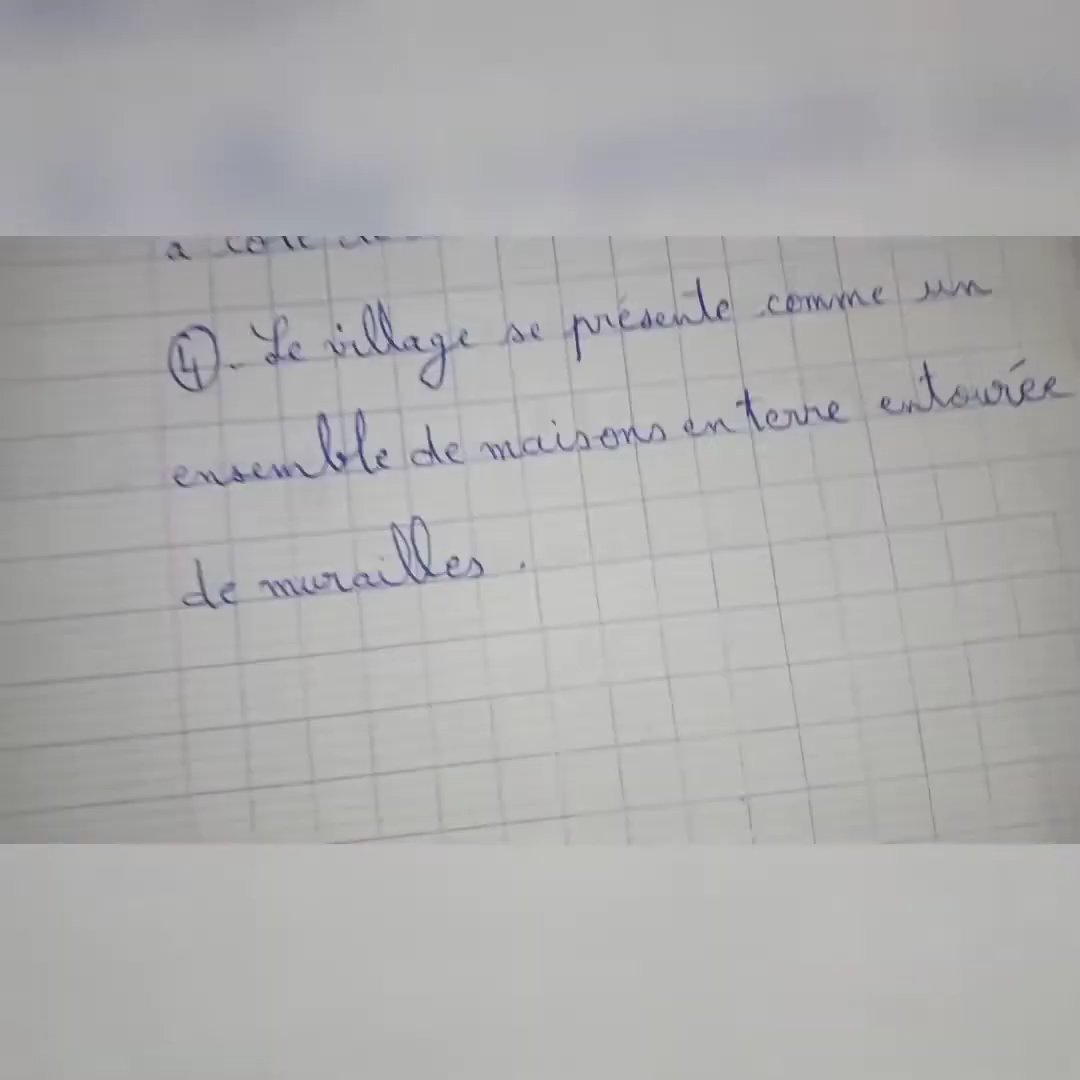 ④. Le village se présente comme un
ensemble de maisons en terre entourée
de murailles.